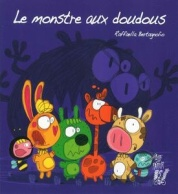 Le monstre aux doudous
Raffaella Bertagnolio